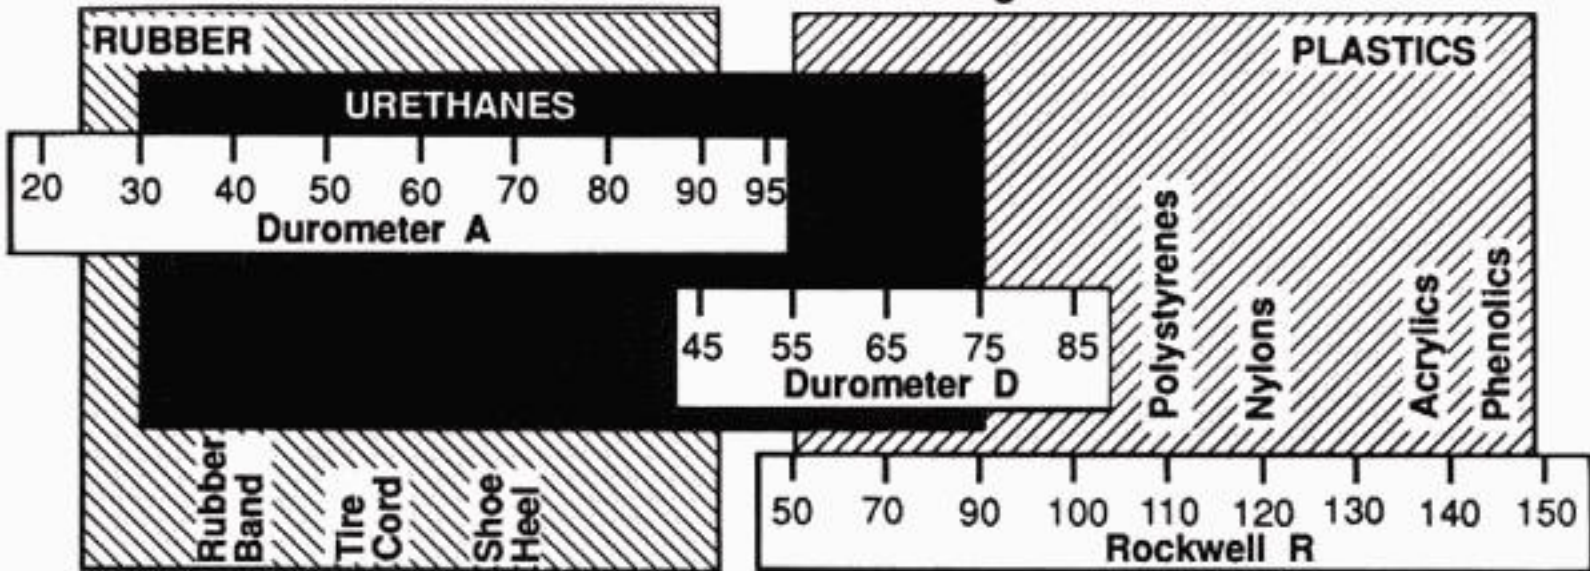 RUBBER
PLASTICS
URETHANES
20 30 40 50 60 70 80 90 95
Durometer A
45 55 65 75 85
Durometer D
Polystyrenes
Nylons
Acrylics
Phenolics
Rubber
Band
Tire
Cord
Shoe
Heel
50 70 90 100 110 120 130 140 150
Rockwell R